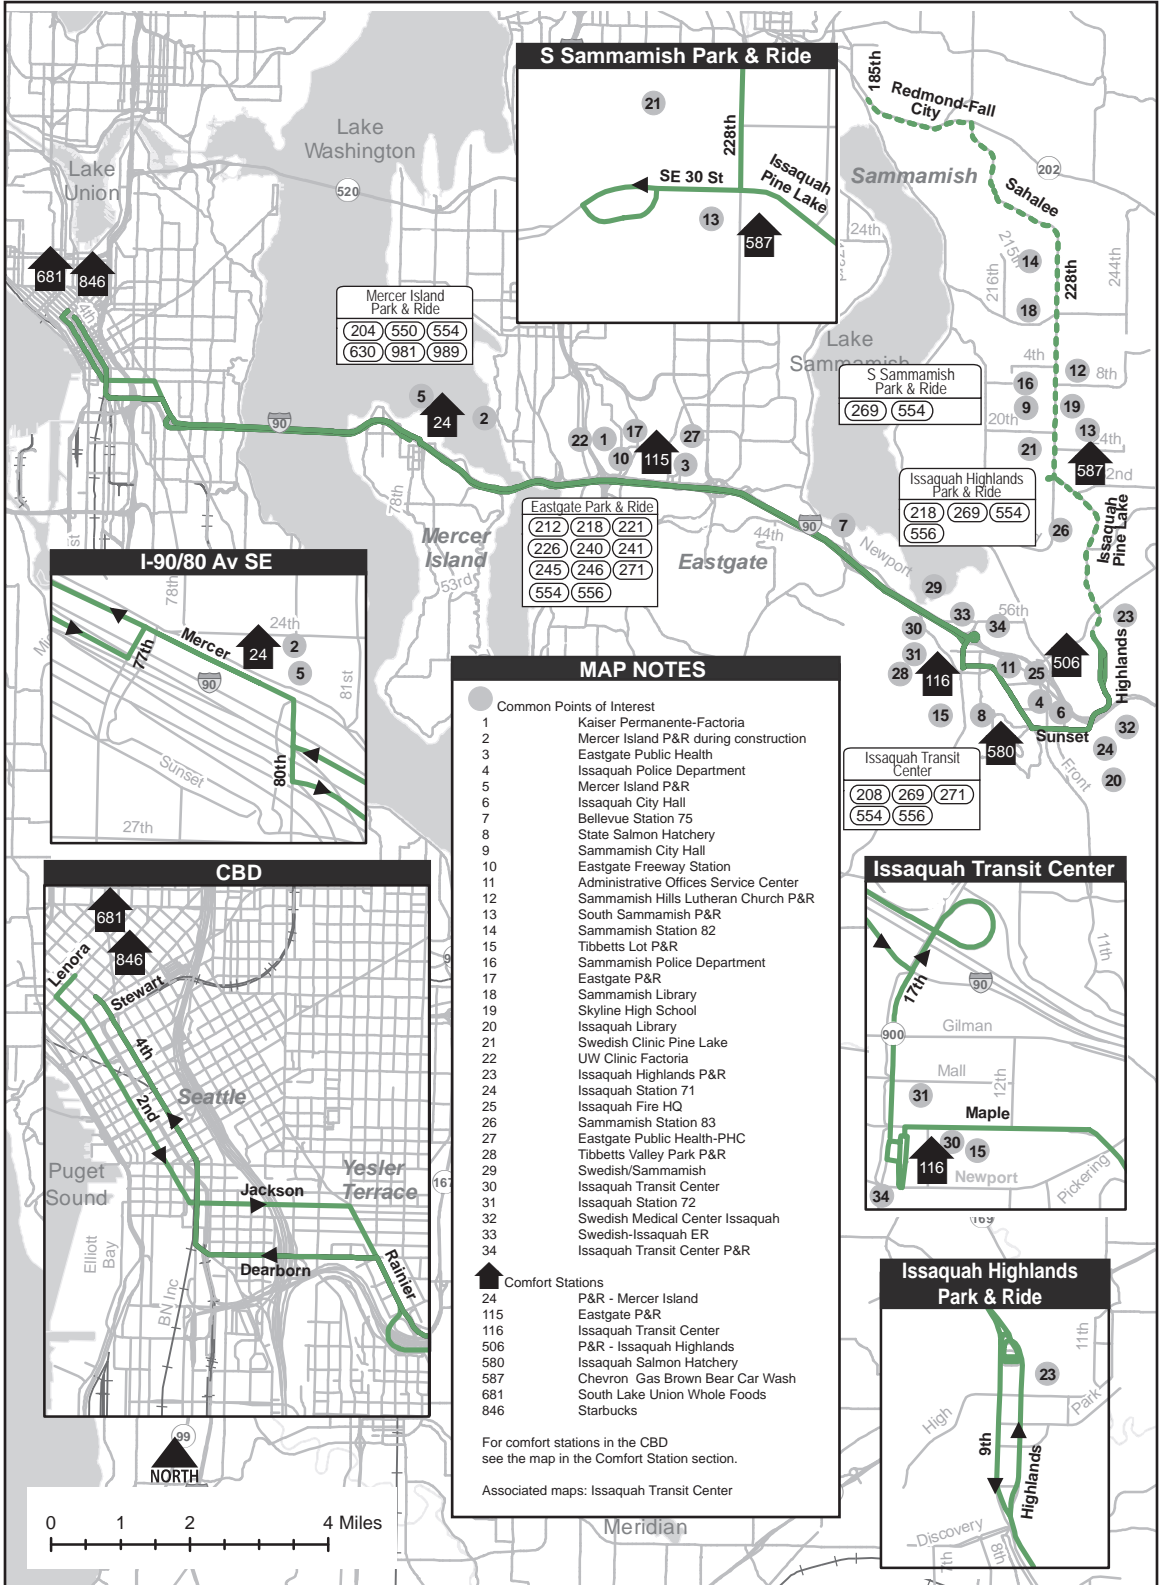 S Sammamish Park & Ride
21
228th
SE 30 St
Issaquah
Pine Lake
13
587
185th
Redmond-Fall
City
202
Sammamish
Sahalee
24th
215th
216th
14
18
228th
244th
Lake
Washington
Lake
Union
520
90
681
846
4th
Mercer Island
Park & Ride
204 550 554
630 981 989
Lake
Sammamish
S Sammamish
Park & Ride
269 554
4th
8th
12
16
9
19
20th
13
24th
21
587
2nd
5
24
2
90
22
1
17
10
115
27
3
78th
Issaquah Highlands
Park & Ride
218 269 554
556
26
Issaquah
Pine Lake
Eastgate Park & Ride
212 218 221
226 240 241
245 246 271
554 556
Mercer
Island
53rd
Eastgate
44th
90
7
Newport
29
33
56th
34
30
31
28
116
11
25
506
23
Highlands
15
8
4
6
580
Sunset
32
24
20
Front
Issaquah Transit
Center
208 269 271
554 556
I-90/80 Av SE
78th
24th
Mercer
77th
24
2
5
90
81st
80th
Sunset
27th
MAP NOTES
Common Points of Interest
1 Kaiser Permanente-Factoria
2 Mercer Island P&R during construction
3 Eastgate Public Health
4 Issaquah Police Department
5 Mercer Island P&R
6 Issaquah City Hall
7 Bellevue Station 75
8 State Salmon Hatchery
9 Sammamish City Hall
10 Eastgate Freeway Station
11 Administrative Offices Service Center
12 Sammamish Hills Lutheran Church P&R
13 South Sammamish P&R
14 Sammamish Station 82
15 Tibbetts Lot P&R
16 Sammamish Police Department
17 Eastgate P&R
18 Sammamish Library
19 Skyline High School
20 Issaquah Library
21 Swedish Clinic Pine Lake
22 UW Clinic Factoria
23 Issaquah Highlands P&R
24 Issaquah Station 71
25 Issaquah Fire HQ
26 Sammamish Station 83
27 Eastgate Public Health-PHC
28 Tibbetts Valley Park P&R
29 Swedish/Sammamish
30 Issaquah Transit Center
31 Issaquah Station 72
32 Swedish Medical Center Issaquah
33 Swedish-Issaquah ER
34 Issaquah Transit Center P&R
Comfort Stations
24 P&R - Mercer Island
115 Eastgate P&R
116 Issaquah Transit Center
506 P&R - Issaquah Highlands
580 Issaquah Salmon Hatchery
587 Chevron Gas Brown Bear Car Wash
681 South Lake Union Whole Foods
846 Starbucks
For comfort stations in the CBD
see the map in the Comfort Station section.
Associated maps: Issaquah Transit Center
CBD
681
846
Lenora
Stewart
4th
2nd
Seattle
Puget
Sound
Yesler
Terrace
Jackson
Elliott
Bay
Dearborn
Rainier
BN Inc
167
Issaquah Transit Center
11th
17th
90
900
Gilman
Mall
12th
31
Maple
30
15
116
Newport
Pickering
34
169
Issaquah Highlands
Park & Ride
11th
23
High
Park
9th
Highlands
Discovery
7th
8th
99
NORTH
0 1 2 4 Miles
Meridian